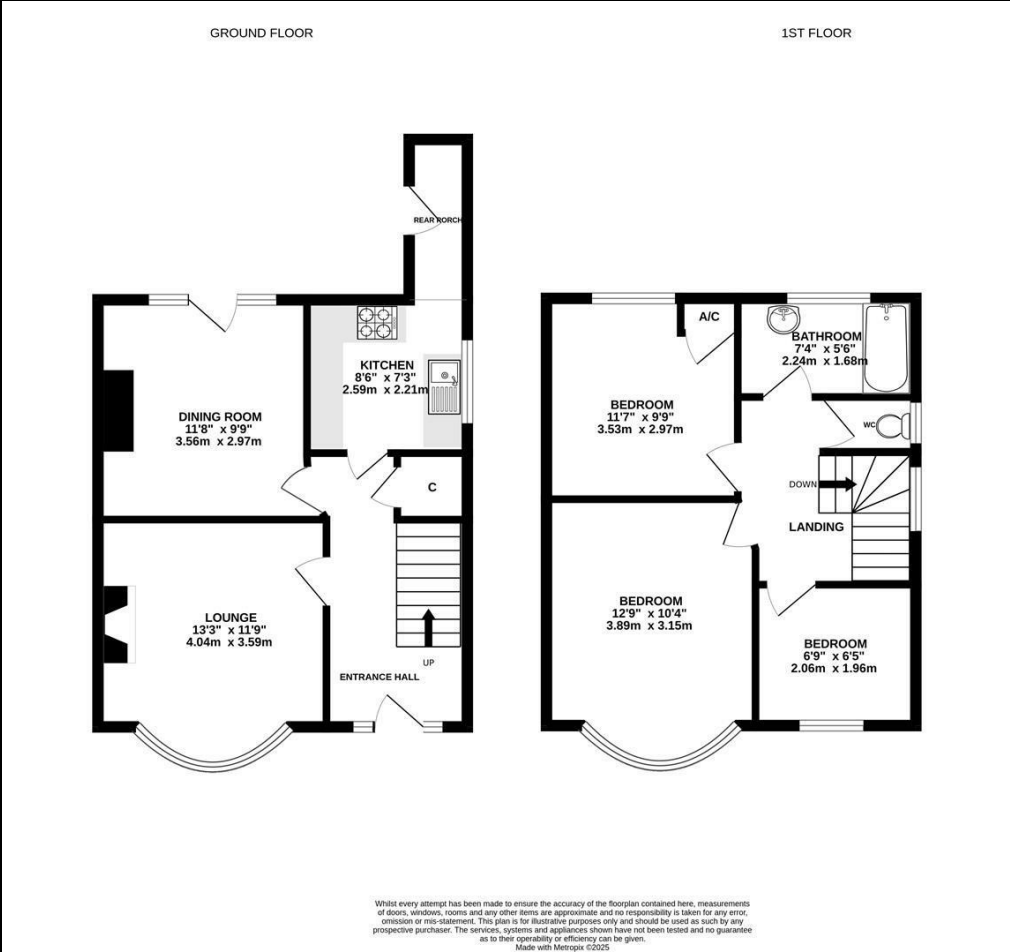 GROUND FLOOR
1ST FLOOR
REAR PORCH
KITCHEN
8'6" x 7'3"
2.59m x 2.21m
DINING ROOM
11'8" x 9'9"
3.56m x 2.97m
C
LOUNGE
13'3" x 11'9"
4.04m x 3.59m
UP
ENTRANCE HALL
A/C
BATHROOM
7'4" x 5'6"
2.24m x 1.68m
BEDROOM
11'7" x 9'9"
3.53m x 2.97m
WC
DOWN
LANDING
BEDROOM
12'9" x 10'4"
3.89m x 3.15m
BEDROOM
6'9" x 6'5"
2.06m x 1.96m
Whilst every attempt has been made to ensure the accuracy of the floorplan contained here, measurements
of doors, windows, rooms and any other items are approximate and no responsibility is taken for any error,
omission or mis-statement. This plan is for illustrative purposes only and should be used as such by any
prospective purchaser. The services, systems and appliances shown have not been tested and no guarantee
as to their operability or efficiency can be given.
Made with Metropix ©2025